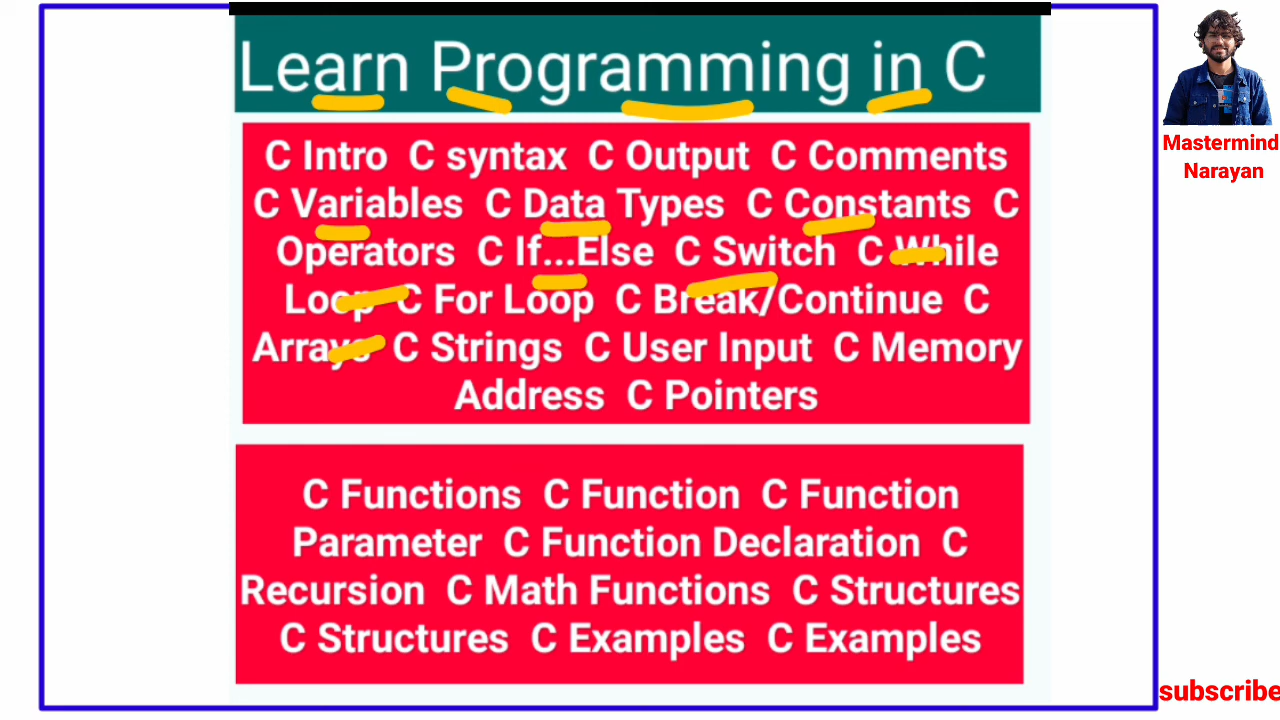 Learn Programming in C
C Intro C syntax C Output C Comments
C Variables C Data Types C Constants C
Operators C If...Else C Switch C While
Loop C For Loop C Break/Continue C
Arrays C Strings C User Input C Memory
Address C Pointers
C Functions C Function C Function
Parameter C Function Declaration C
Recursion C Math Functions C Structures
C Structures C Examples C Examples
Mastermind
Narayan
subscribe